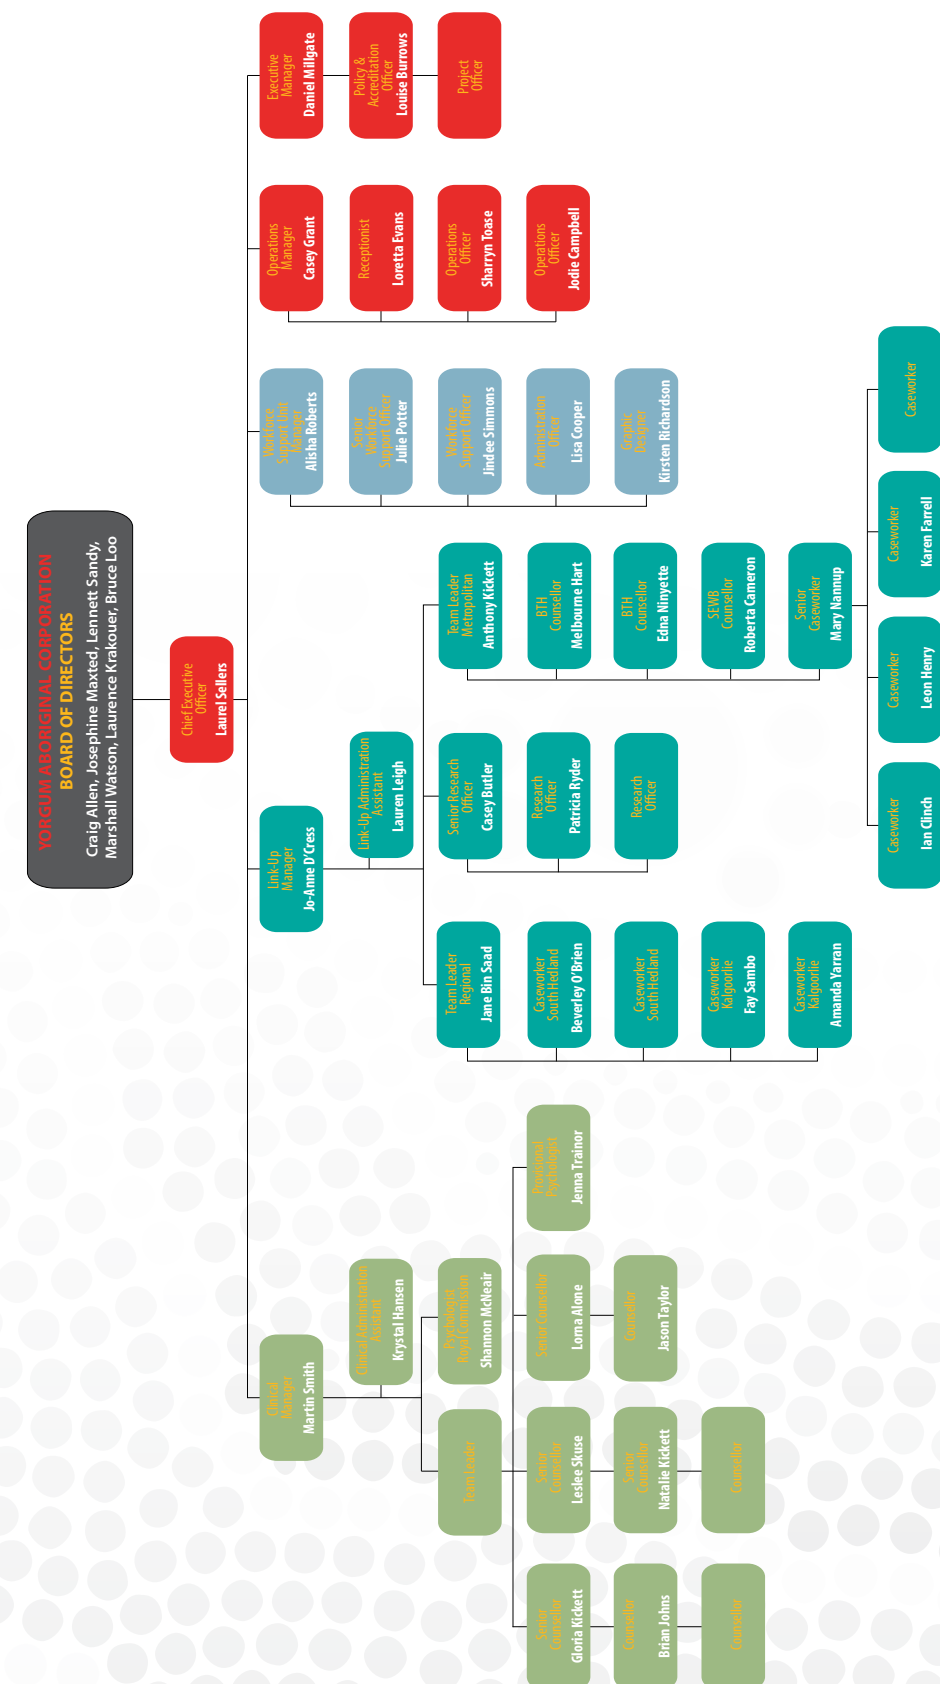 YORGUM ABORIGINAL CORPORATION
BOARD OF DIRECTORS
Craig Allen, Josephine Maxted, Lennett Sandy,
Marshall Watson, Laurence Krakouer, Bruce Loo
Chief Executive
Officer
Laurel Sellers
Clinical
Manager
Martin Smith
Clinical Administration
Assistant
Krystal Hansen
Team Leader
Psychologist
Royal Commission
Shannon McNeair
Senior
Counsellor
Gloria Kickett
Counsellor
Brian Johns
Counsellor
Senior
Counsellor
Leslee Skuse
Senior
Counsellor
Natalie Kickett
Counsellor
Senior Counsellor
Lorna Alone
Counsellor
Jason Taylor
Provisional
Psychologist
Jenna Trainor
Link-Up
Manager
Jo-Anne D'Cress
Link-Up Administration
Assistant
Lauren Leigh
Team Leader
Regional
Jane Bin Saad
Caseworker
South Hedland
Beverley O'Brien
Caseworker
South Hedland
Caseworker
Kalgoorlie
Fay Sambo
Caseworker
Kalgoorlie
Amanda Yarran
Senior Research
Officer
Casey Butler
Research
Officer
Patricia Ryder
Research
Officer
Team Leader
Metropolitan
Anthony Kickett
BTH
Counsellor
Melbourne Hart
BTH
Counsellor
Edna Ninyette
SEWB
Counsellor
Roberta Cameron
Senior
Caseworker
Mary Nannup
Caseworker
Ian Clinch
Caseworker
Leon Henry
Caseworker
Karen Farrell
Caseworker
Workforce
Support Unit
Manager
Alisha Roberts
Senior
Workforce
Support Officer
Julie Potter
Workforce
Support Officer
Jindee Simmons
Administration
Officer
Lisa Cooper
Graphic
Designer
Kirsten Richardson
Operations
Manager
Casey Grant
Receptionist
Loretta Evans
Operations
Officer
Sharryn Toase
Operations
Officer
Jodie Campbell
Executive
Manager
Daniel Millgate
Policy &
Accreditation
Officer
Louise Burrows
Project
Officer